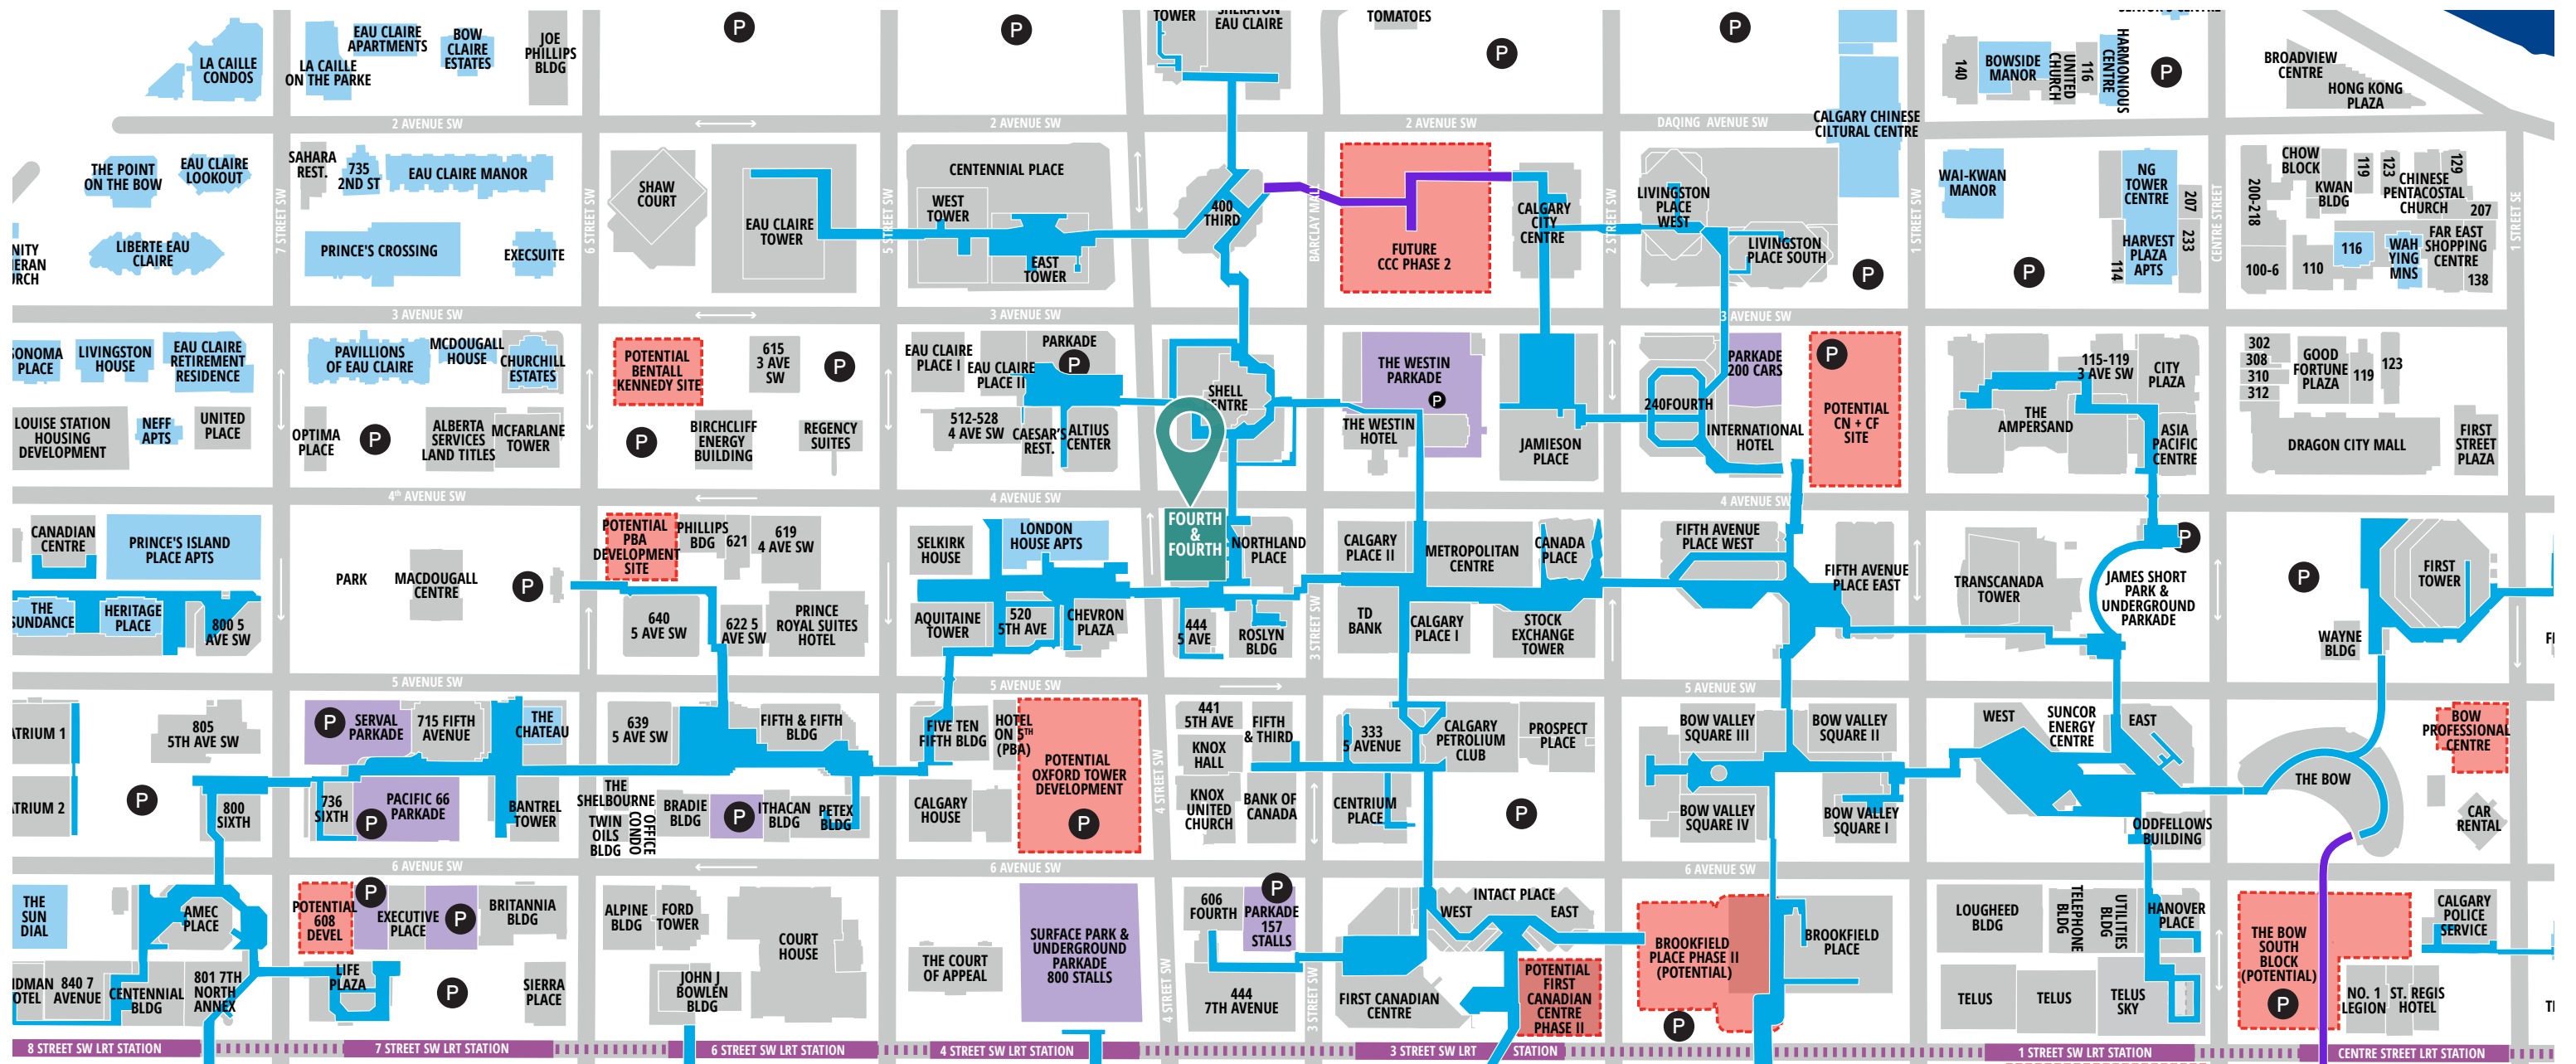 TOWER
SHERATON
EAU CLAIRE
TOMATOES
LA CAILLE
CONDOS
LA CAILLE
ON THE PARKE
EAU CLAIRE
APARTMENTS
BOW
CLAIRE
ESTATES
JOE
PHILLIPS
BLDG
P
P
P
P
140
BOWSIDE
MANOR
UNITED
CHURCH
116
HARMONIOUS
CENTRE
P
BROADVIEW
CENTRE
HONG KONG
PLAZA
2 AVENUE SW
2 AVENUE SW
2 AVENUE SW
DAQING AVENUE SW
CALGARY CHINESE
CILTURAL CENTRE
THE POINT
ON THE BOW
EAU CLAIRE
LOOKOUT
LIBERTE EAU
CLAIRE
7 STREET SW
SAHARA
REST.
735
2ND ST
EAU CLAIRE MANOR
PRINCE'S CROSSING
EXECSUITE
6 STREET SW
SHAW
COURT
EAU CLAIRE
TOWER
5 STREET SW
CENTENNIAL PLACE
WEST
TOWER
EAST
TOWER
400
THIRD
BARCLAY MALL
FUTURE
CCC PHASE 2
CALGARY
CITY
CENTRE
2 STREET SW
LIVINGSTON
PLACE
WEST
LIVINGSTON
PLACE SOUTH
P
1 STREET SW
WAI-KWAN
MANOR
P
NG
TOWER
CENTRE
207
HARVEST
PLAZA
APTS
233
114
CENTRE STREET
200-218
100-6
CHOW
BLOCK
KWAN
BLDG
119
123
129
CHINESE
PENTACOSTAL
CHURCH
207
110
116
WAH
YING
MNS
FAR EAST
SHOPPING
CENTRE
138
1 STREET SE
3 AVENUE SW
3 AVENUE SW
3 AVENUE SW
LIVINGSTON
HOUSE
EAU CLAIRE
RETIREMENT
RESIDENCE
LOUISE STATION
HOUSING
DEVELOPMENT
NEFF
APTS
UNITED
PLACE
PAVILLIONS
OF EAU CLAIRE
MCDOUGALL
HOUSE
CHURCHILL
ESTATES
OPTIMA
PLACE
P
ALBERTA
SERVICES
LAND TITLES
MCFARLANE
TOWER
POTENTIAL
BENTALL
KENNEDY SITE
615
3 AVE
SW
P
P
BIRCHCLIFF
ENERGY
BUILDING
REGENCY
SUITES
EAU CLAIRE
PLACE I
EAU CLAIRE
PLACE II
PARKADE
P
512-528
4 AVE SW
CAESAR'S
REST.
ALTIUS
CENTER
SHELL
CENTRE
THE WESTIN
PARKADE
P
THE WESTIN
HOTEL
JAMIESON
PLACE
240FOURTH
PARKADE
200 CARS
INTERNATIONAL
HOTEL
P
POTENTIAL
CN + CF
SITE
THE
AMPERSAND
115-119
3 AVE SW
CITY
PLAZA
ASIA
PACIFIC
CENTRE
302
308
310
312
GOOD
FORTUNE
PLAZA
119
123
DRAGON CITY MALL
FIRST
STREET
PLAZA
4th AVENUE SW
4 AVENUE SW
4 AVENUE SW
CANADIAN
CENTRE
PRINCE'S ISLAND
PLACE APTS
THE
SUNDANCE
HERITAGE
PLACE
800 5
AVE SW
PARK
MACDOUGALL
CENTRE
P
POTENTIAL
PBA
DEVELOPMENT
SITE
PHILLIPS
BDG
621
619
4 AVE SW
640
5 AVE SW
622 5
AVE SW
PRINCE
ROYAL SUITES
HOTEL
SELKIRK
HOUSE
LONDON
HOUSE APTS
AQUITAINE
TOWER
520
5TH AVE
CHEVRON
PLAZA
FOURTH
&
FOURTH
NORTHLAND
PLACE
444
5 AVE
ROSLYN
BLDG
3 STREET SW
CALGARY
PLACE II
METROPOLITAN
CENTRE
CANADA
PLACE
TD
BANK
CALGARY
PLACE I
STOCK
EXCHANGE
TOWER
FIFTH AVENUE
PLACE WEST
FIFTH AVENUE
PLACE EAST
TRANSCANADA
TOWER
JAMES SHORT
PARK &
UNDERGROUND
PARKADE
P
P
FIRST
TOWER
WAYNE
BLDG
5 AVENUE SW
5 AVENUE SW
5 AVENUE SW
805
5TH AVE SW
P
800
SIXTH
P
SERVAL
PARKADE
715 FIFTH
AVENUE
THE
CHATEAU
736
SIXTH
P
PACIFIC 66
PARKADE
BANTREL
TOWER
639
5 AVE SW
FIFTH & FIFTH
BLDG
THE
SHELBOURNE
TWIN
OILS
BLDG
OFFICE
CONDO
BRADIE
BLDG
P
ITHACAN
BLDG
PETEX
BLDG
FIVE TEN
FIFTH BLDG
HOTEL
ON 5TH
(PBA)
CALGARY
HOUSE
POTENTIAL
OXFORD TOWER
DEVELOPMENT
P
4 STREET SW
441
5TH AVE
FIFTH
& THIRD
KNOX
HALL
KNOX
UNITED
CHURCH
BANK OF
CANADA
333
5 AVENUE
CALGARY
PETROLIUM
CLUB
PROSPECT
PLACE
CENTRIUM
PLACE
P
BOW VALLEY
SQUARE III
BOW VALLEY
SQUARE II
BOW VALLEY
SQUARE IV
BOW VALLEY
SQUARE I
WEST
SUNCOR
ENERGY
CENTRE
EAST
ODDFELLOWS
BUILDING
THE BOW
BOW
PROFESSIONAL
CENTRE
CAR
RENTAL
6 AVENUE SW
6 AVENUE SW
6 AVENUE SW
THE
SUN
DIAL
AMEC
PLACE
840 7
AVENUE
CENTENNIAL
BLDG
801 7TH
NORTH
ANNEX
POTENTIAL
608
DEVEL
P
EXECUTIVE
PLACE
P
BRITANNIA
BLDG
LIFE
PLAZA
P
SIERRA
PLACE
ALPINE
BLDG
FORD
TOWER
COURT
HOUSE
JOHN J
BOWLEN
BLDG
THE COURT
OF APPEAL
SURFACE PARK &
UNDERGROUND
PARKADE
800 STALLS
4 STREET SW
606
FOURTH
P
PARKADE
157
STALLS
444
7TH AVENUE
3 STREET SW
INTACT PLACE
WEST
EAST
FIRST CANADIAN
CENTRE
POTENTIAL
FIRST
CANADIAN
CENTRE
PHASE II
BROOKFIELD
PLACE PHASE II
(POTENTIAL)
P
BROOKFIELD
PLACE
LOUGHEED
BLDG
TELEPHONE
BLDG
UTILITIES
BLDG
HANOVER
PLACE
TELUS
TELUS
TELUS
SKY
THE BOW
SOUTH
BLOCK
(POTENTIAL)
P
CALGARY
POLICE
SERVICE
NO. 1
LEGION
ST. REGIS
HOTEL
8 STREET SW LRT STATION
7 STREET SW LRT STATION
6 STREET SW LRT STATION
4 STREET SW LRT STATION
3 STREET SW LRT STATION
1 STREET SW LRT STATION
CENTRE STREET LRT STATION